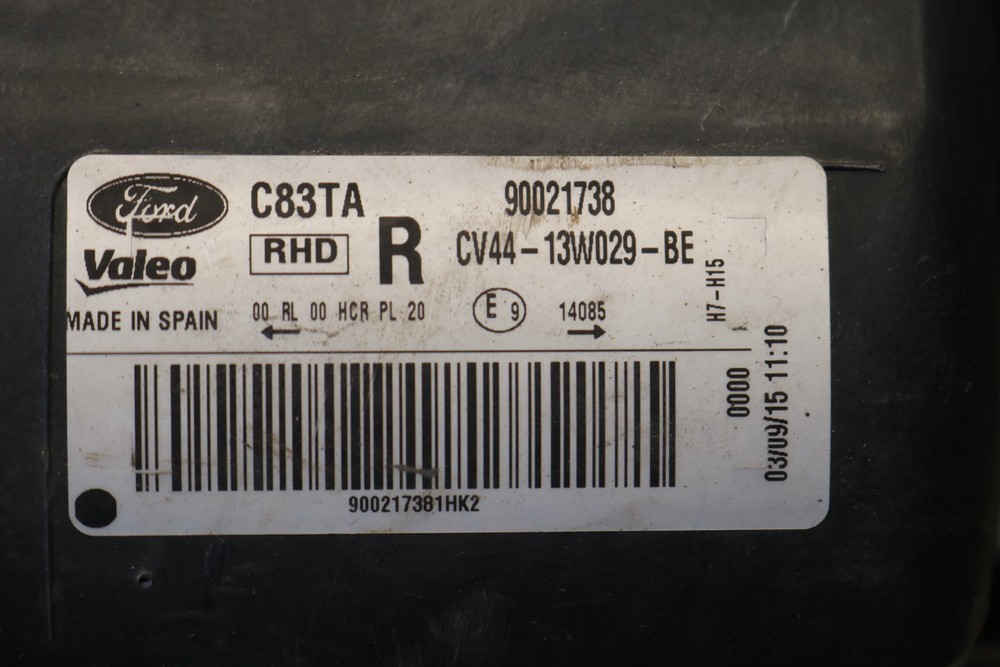 Ford
Valeo
MADE IN SPAIN
C83TA
RHD
R
90021738
CV44-13W029-BE
00 RL 00 HCR PL 20
E 9
14085
H7-H15
0000
03/09/15 11:10
900217381HK2